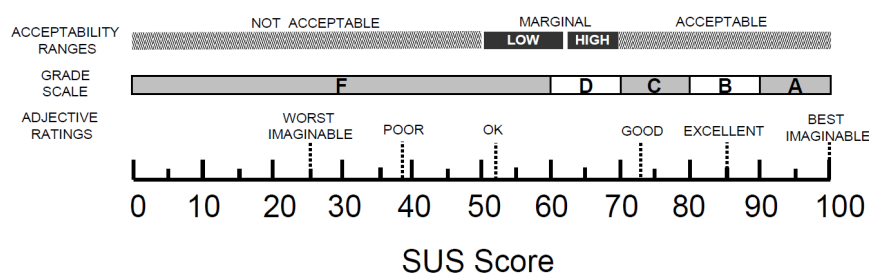 NOT ACCEPTABLE MARGINAL ACCEPTABLE
ACCEPTABILITY
RANGES
LOW HIGH
GRADE
SCALE
F D C B A
ADJECTIVE
RATINGS
WORST
IMAGINABLE
POOR
OK
GOOD
EXCELLENT
BEST
IMAGINABLE
0 10 20 30 40 50 60 70 80 90 100
SUS Score